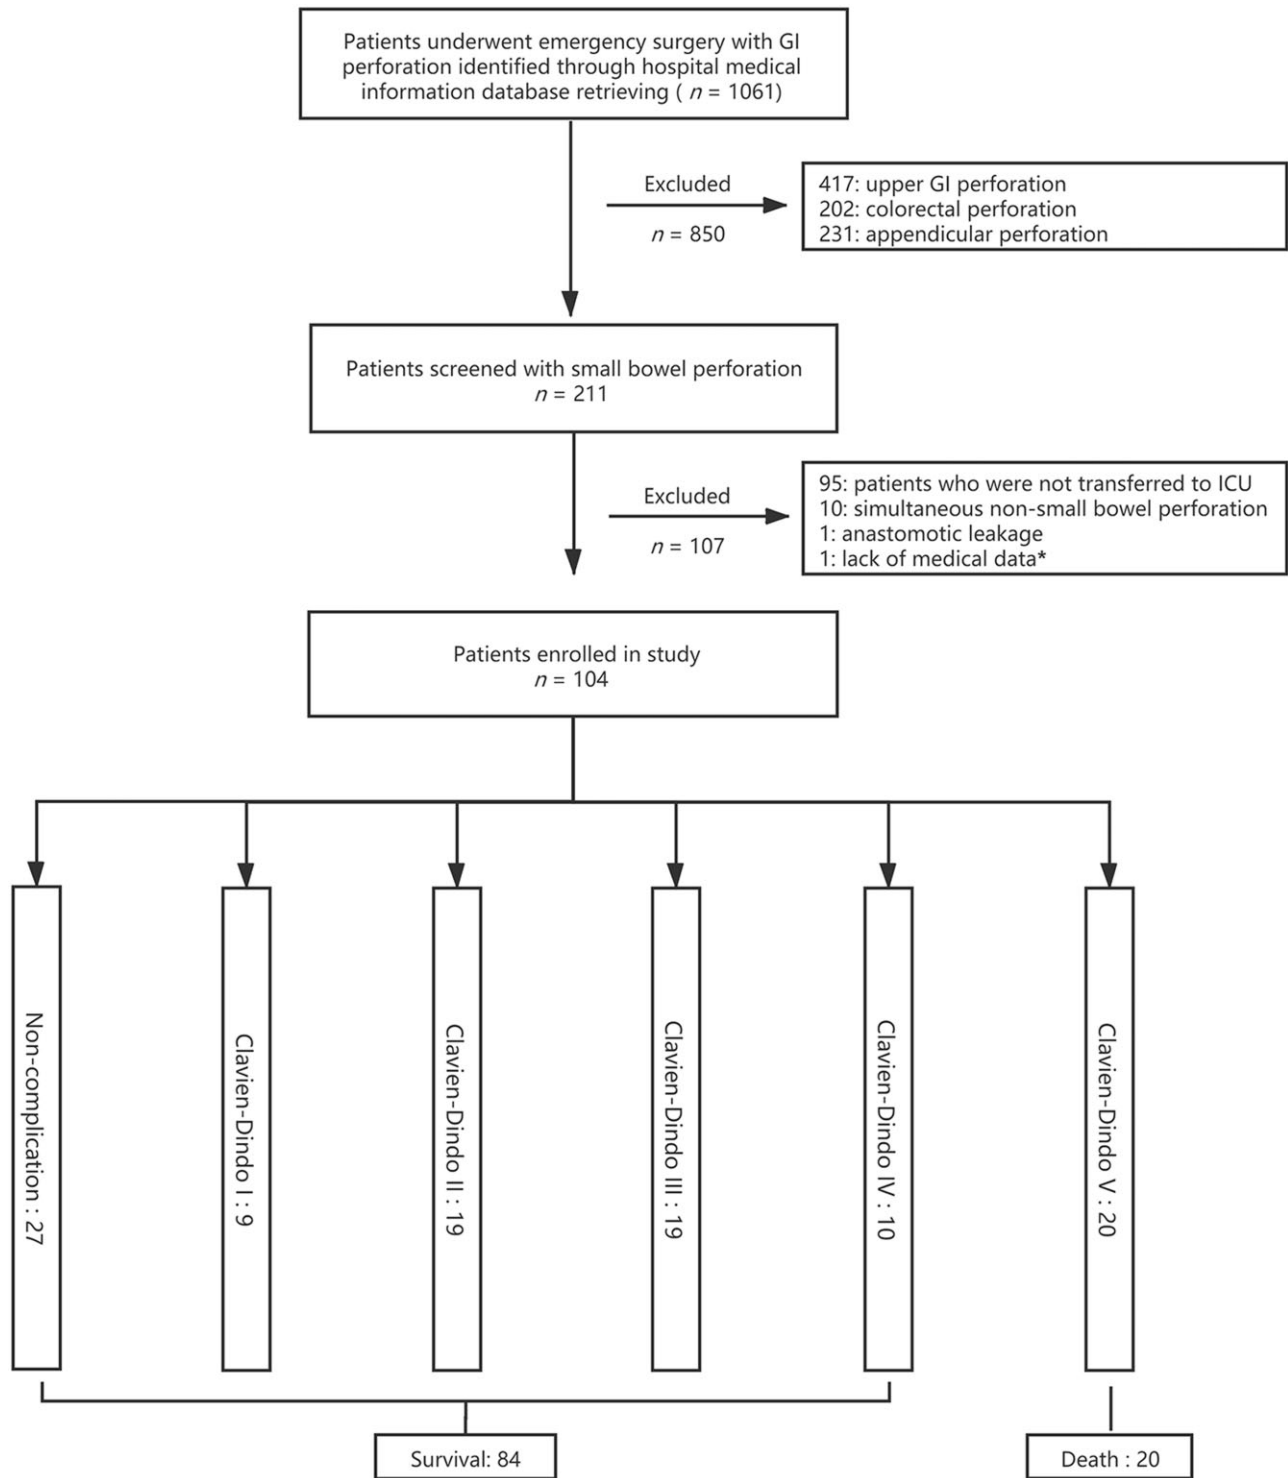 Patients underwent emergency surgery with GI
perforation identified through hospital medical
information database retrieving ( n = 1061)
Excluded
n = 850
417: upper GI perforation
202: colorectal perforation
231: appendicular perforation
Patients screened with small bowel perforation
n = 211
Excluded
n = 107
95: patients who were not transferred to ICU
10: simultaneous non-small bowel perforation
1: anastomotic leakage
1: lack of medical data*
Patients enrolled in study
n = 104
Non-complication : 27
Clavien-Dindo I : 9
Clavien-Dindo II : 19
Clavien-Dindo III : 19
Clavien-Dindo IV : 10
Clavien-Dindo V : 20
Survival: 84
Death : 20